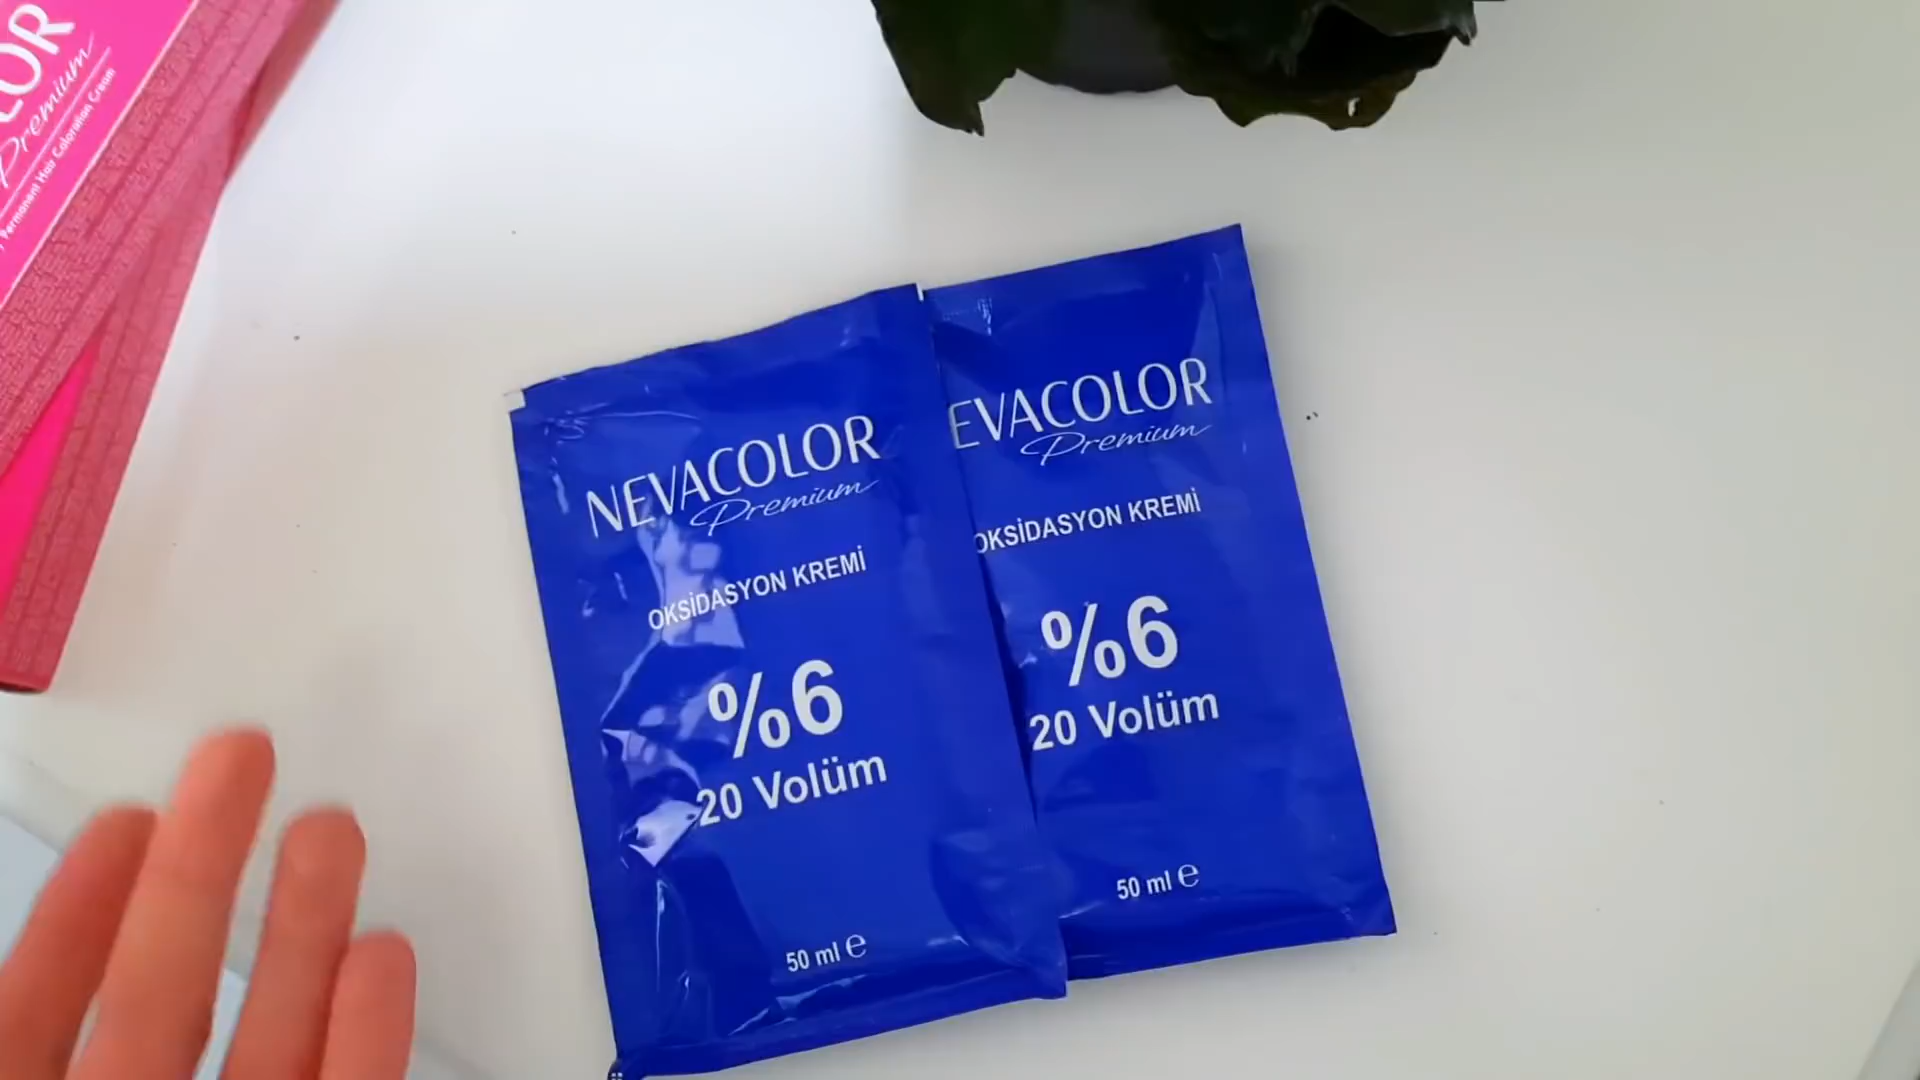 OR
Premium
Permanent Hair Coloration Cream
NEVACOLOR
Premium
OKSİDASYON KREMİ
%6
20 Volüm
50 ml e
EVACOLOR
Premium
OKSİDASYON KREMİ
%6
20 Volüm
50 ml e